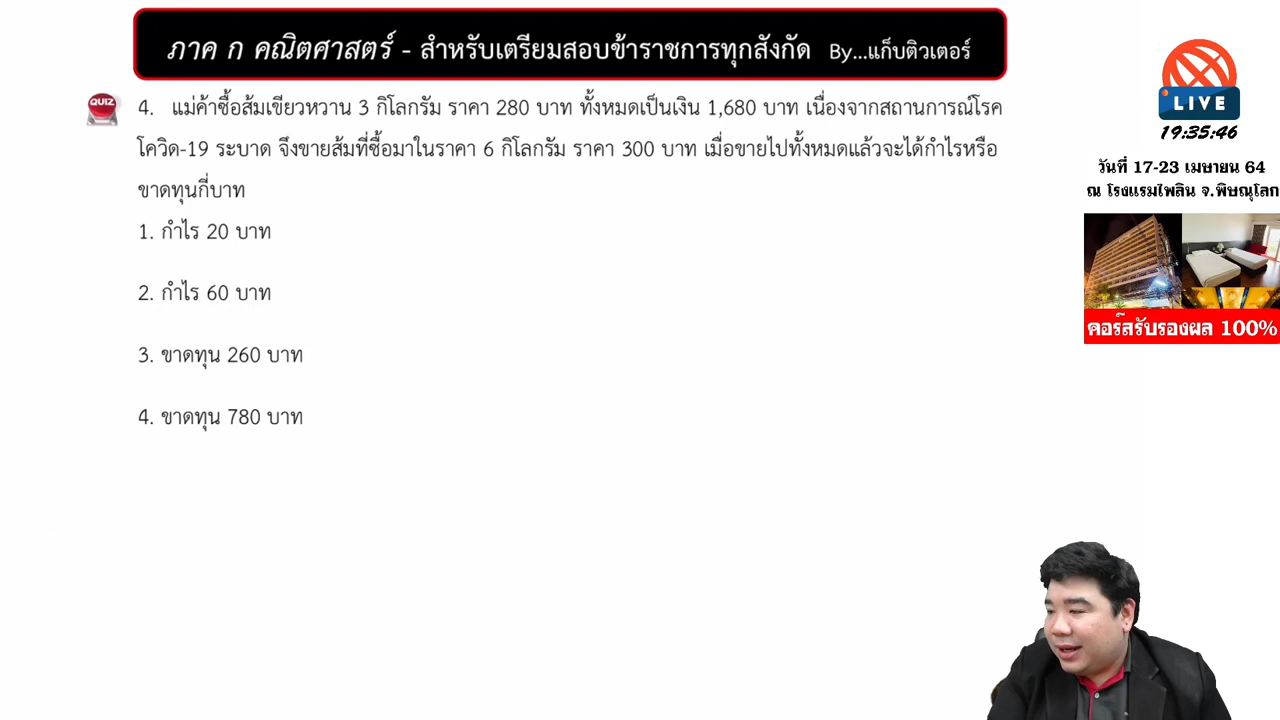 ภาค ก คณิตศาสตร์ - สำหรับเตรียมสอบข้าราชการทุกสังกัด By...แก็บติวเตอร์
QUIZ
4. แม่ค้าซื้อส้มเขียวหวาน 3 กิโลกรัม ราคา 280 บาท ทั้งหมดเป็นเงิน 1,680 บาท เนื่องจากสถานการณ์โรค
โควิด-19 ระบาด จึงขายส้มที่ซื้อมาในราคา 6 กิโลกรัม ราคา 300 บาท เมื่อขายไปทั้งหมดแล้วจะได้กำไรหรือ
ขาดทุนกี่บาท
1. กำไร 20 บาท
2. กำไร 60 บาท
3. ขาดทุน 260 บาท
4. ขาดทุน 780 บาท
LIVE
19:35:46
วันที่ 17-23 เมษายน 64
ณ โรงแรมไพลิน จ.พิษณุโลก
คอร์สรับรองผล 100%